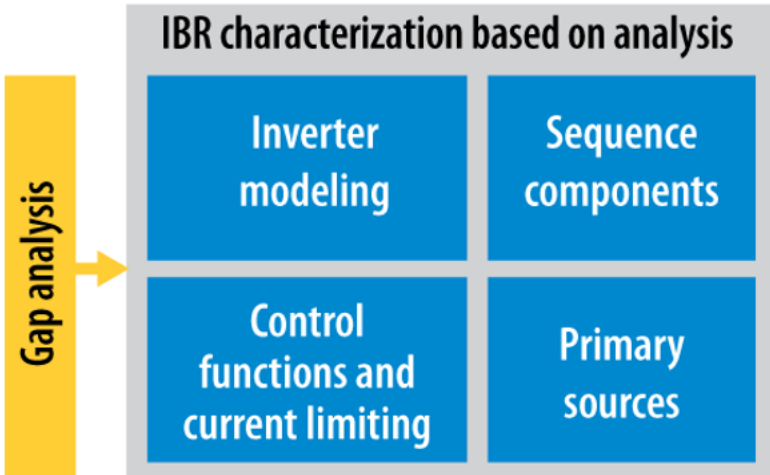 IBR characterization based on analysis
Gap analysis
Inverter
modeling
Sequence
components
Control
functions and
current limiting
Primary
sources